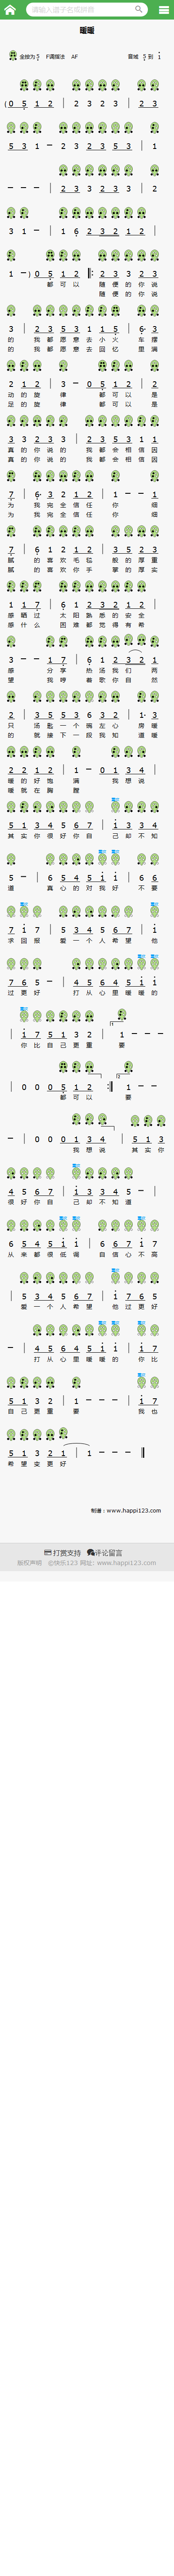 请输入曲子名或拼音
暖暖
全按为 5 F调指法 AF 音域 5 到 i
( 0 5 1 2 | 2 3 2 3 | 2 3
5 3 1 - 2 3 2 3 5 3 | 1
- - - | 2 3 2 3 2 3 | 2
3 1 - | 1 6 2 3 2 1 2 |
1 - ) 0 5 1 2 ‖: 2 3 3 2 3
都 可 以 随 便 的 你 说
随 便 的 你 说
3 | 2 3 5 3 1 1 5 | 6 3
的 我 都 愿 意 去 小 火 车 摆
的 我 都 愿 意 去 回 忆 里 满
2 1 2 | 3 - 0 5 1 2 | 2
动 的 旋 律 都 可 以 是
足 的 旋 律 都 可 以 是
3 3 2 3 3 | 2 3 5 3 1 1
真 的 你 说 的 我 都 会 相 信 因
真 的 你 说 的 我 都 会 相 信 因
7 | 6 3 2 1 2 | 1 - - 1
为 我 完 全 信 任 你 细
为 我 完 全 信 任 你 细
7 | 6 1 2 1 2 | 3 5 2 3
腻 的 喜 欢 毛 毯 般 的 厚 重
腻 的 喜 欢 你 手 掌 的 厚 实
1 1 7 | 6 1 2 3 2 2 |
感 晒 过 太 阳 熟 悉 的 安 全
感 什 么 困 难 都 觉 得 有 希
3 - - 1 7 | 6 1 2 3 2 1
感 分 享 热 汤 我 们 两
望 我 哼 着 歌 你 自 然
2 | 3 5 5 3 6 3 2 | 1 3
只 汤 匙 一 个 碗 左 心 房 暖
的 就 接 下 一 段 我 知 道 暖
2 2 1 2 | 1 - 0 1 3 4 |
暖 的 好 饱 满 我 想 说
暖 就 在 胸 膛
5 1 3 4 5 6 7 | i 3 3 4
其 实 你 很 好 你 自 己 却 不 知
5 - - 6 5 4 5 i i | 6 6
道 真 心 的 对 我 好 不 要
7 i 7 | 5 3 4 5 6 7 | i
求 回 报 爱 一 个 人 希 望 他
7 6 5 - | 4 5 6 4 5 i i
过 更 好 打 从 心 里 暖 暖 的
| i 7 5 1 3 2 | 1 - - -
你 比 自 己 更 重 要
| 0 0 0 5 1 2 :‖ 1 - -
都 可 以 要
- | 0 0 0 1 3 4 | 5 1 3
我 想 说 其 实 你
4 5 6 7 | i 3 3 4 5 - |
很 好 你 自 己 却 不 知 道
6 5 4 5 i i | 6 6 7 i 7
从 来 都 很 低 调 自 信 心 不 高
| 5 3 4 5 6 7 | i 7 6 5
爱 一 个 人 希 望 他 过 更 好
- | 4 5 6 4 5 i i | i 7
打 从 心 里 暖 暖 的 你 比
5 1 3 2 | 1 - - - | i 7
自 己 更 重 要 我 也
5 1 3 2 1 | 1 - - - ‖
希 望 变 更 好
制谱:www.happi123.com
打赏支持 评论留言
版权声明 ©快乐123 网址: www.happi123.com